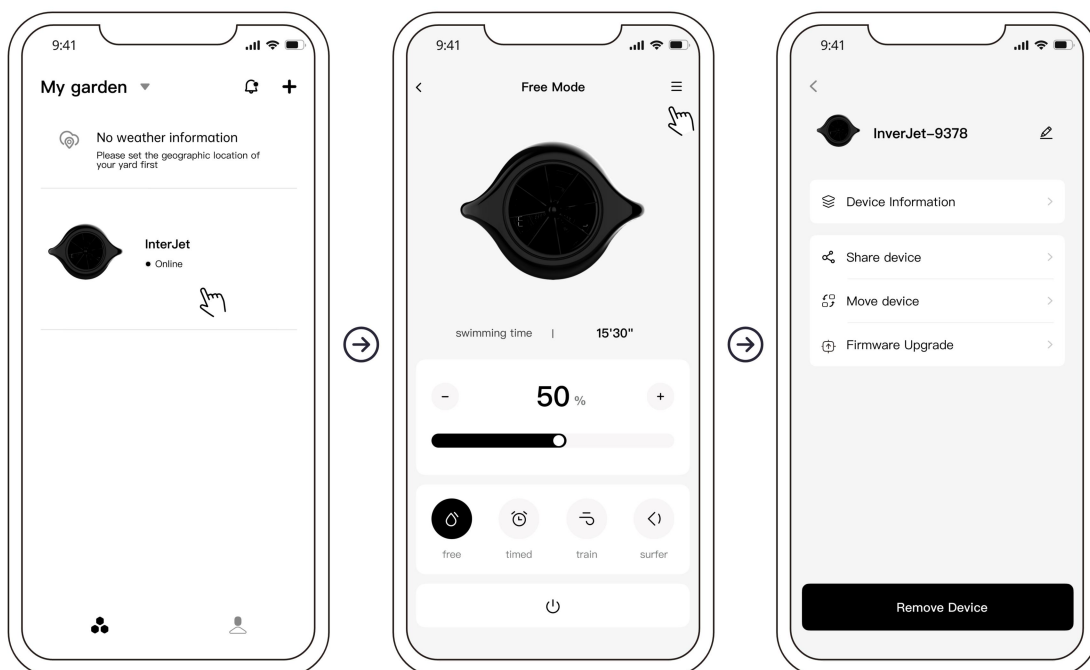 9:41
My garden
No weather information
Please set the geographic location of
your yard first
InterJet
Online
9:41
Free Mode
swimming time | 15'30"
- 50 % +
free timed train surfer
9:41
InverJet-9378
Device Information
Share device
Move device
Firmware Upgrade
Remove Device